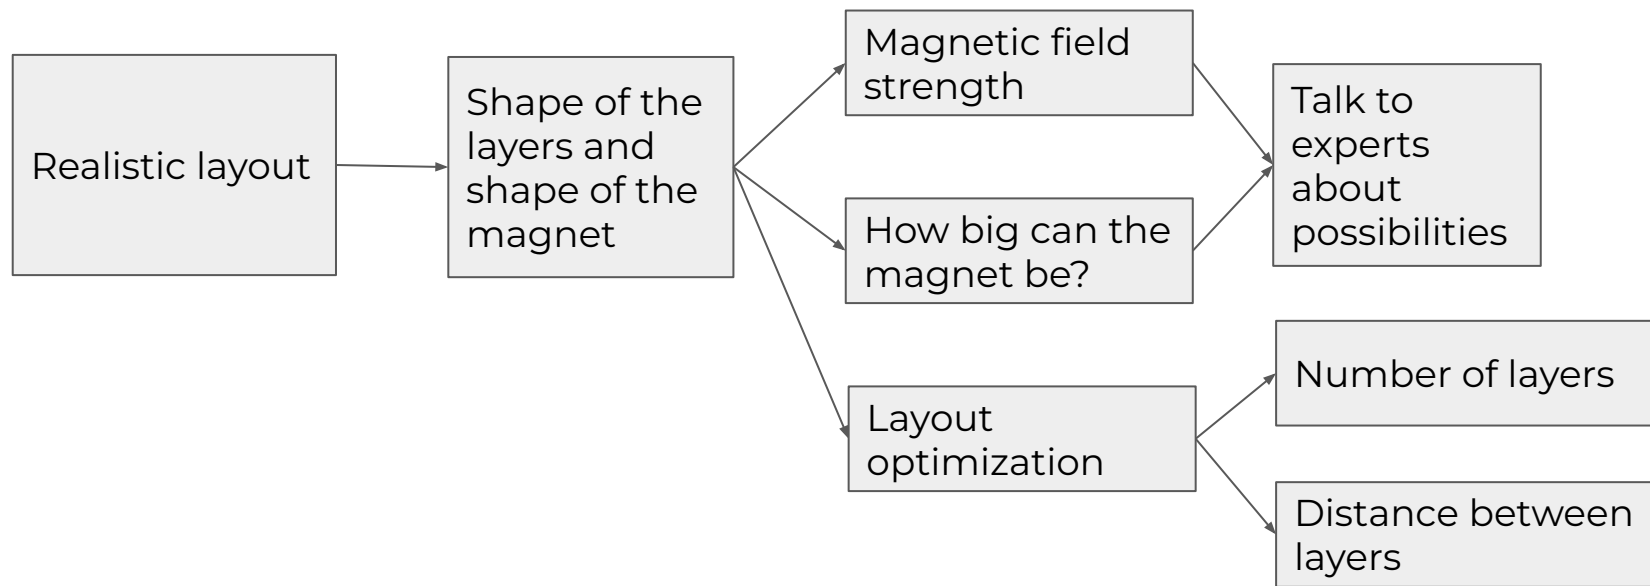 Realistic layout
Shape of the
layers and
shape of the
magnet
Magnetic field
strength
How big can the
magnet be?
Layout
optimization
Talk to
experts
about
possibilities
Number of layers
Distance between
layers